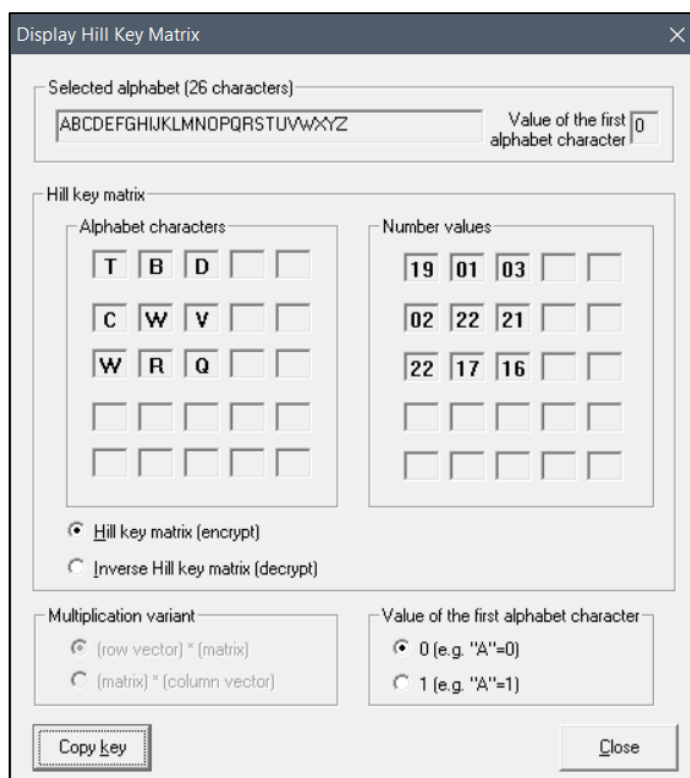 Display Hill Key Matrix
Selected alphabet (26 characters)
ABCDEFGHIJKLMNOPQRSTUVWXYZ
Value of the first
alphabet character
0
Hill key matrix
Alphabet characters
T B D
C W V
W R Q
Number values
19 01 03
02 22 21
22 17 16
Hill key matrix (encrypt)
Inverse Hill key matrix (decrypt)
Multiplication variant
(row vector) * (matrix)
(matrix) * (column vector)
Value of the first alphabet character
0 (e.g. "A"=0)
1 (e.g. "A"=1)
Copy key
Close